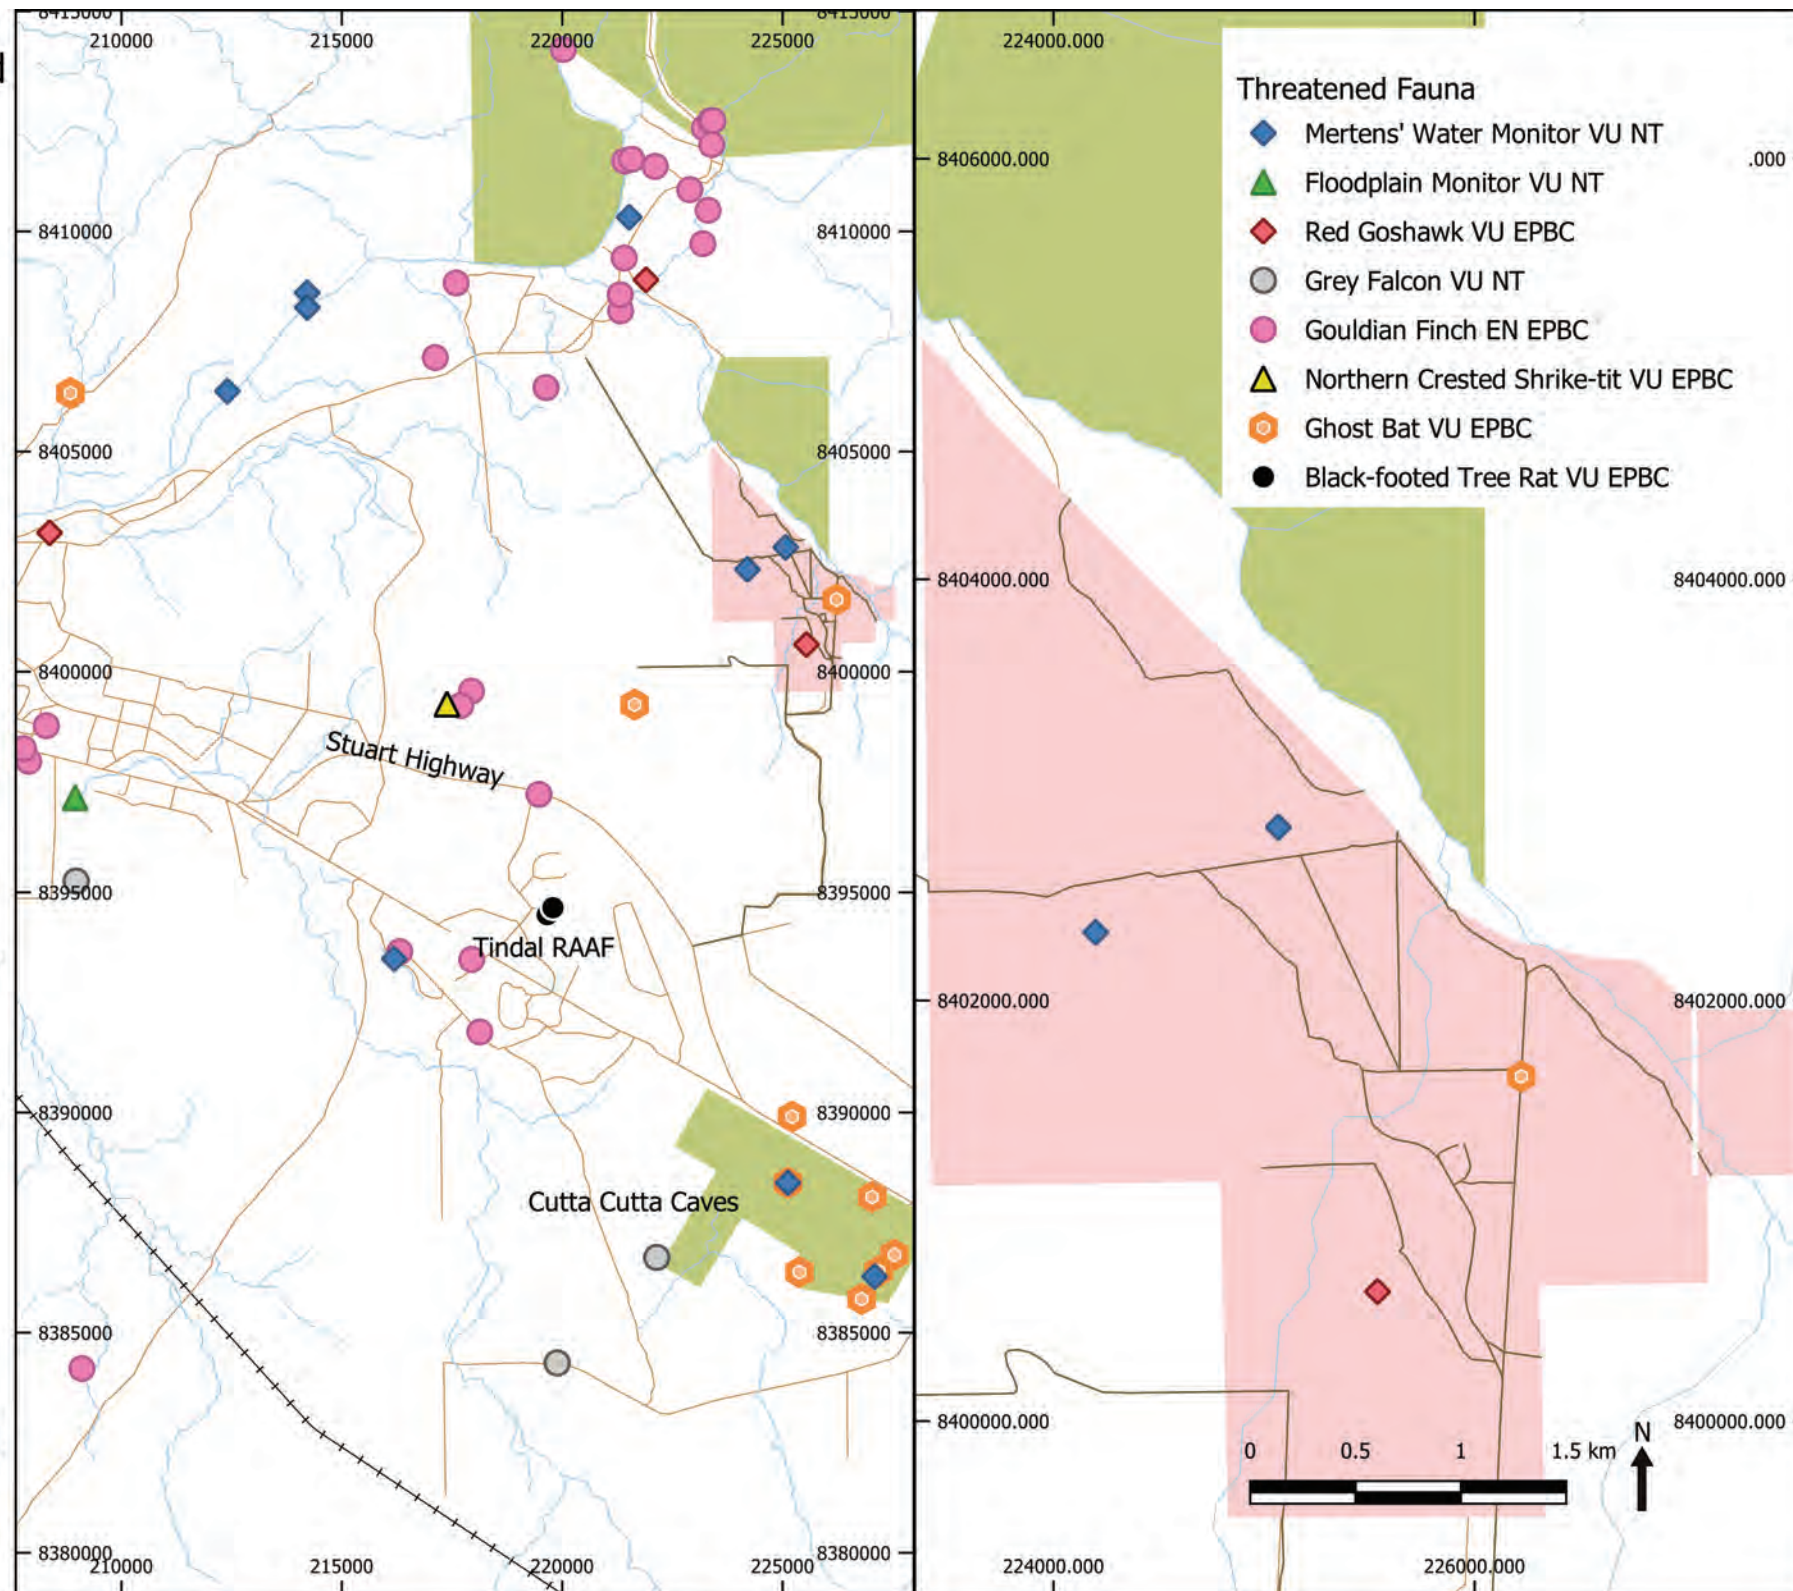 8415000
8415000
210000
215000
220000
225000
8410000
8410000
8405000
8405000
8400000
8400000
Stuart Highway
8395000
8395000
Tindal RAAF
8390000
8390000
Cutta Cutta Caves
8385000
8385000
8380000
8380000
210000
215000
220000
225000
224000.000
Threatened Fauna
Mertens' Water Monitor VU NT
Floodplain Monitor VU NT
Red Goshawk VU EPBC
Grey Falcon VU NT
Gouldian Finch EN EPBC
Northern Crested Shrike-tit VU EPBC
Ghost Bat VU EPBC
Black-footed Tree Rat VU EPBC
8406000.000
.000
8404000.000
8404000.000
8402000.000
8402000.000
8400000.000
8400000.000
0 0.5 1 1.5 km
N
224000.000
226000.000